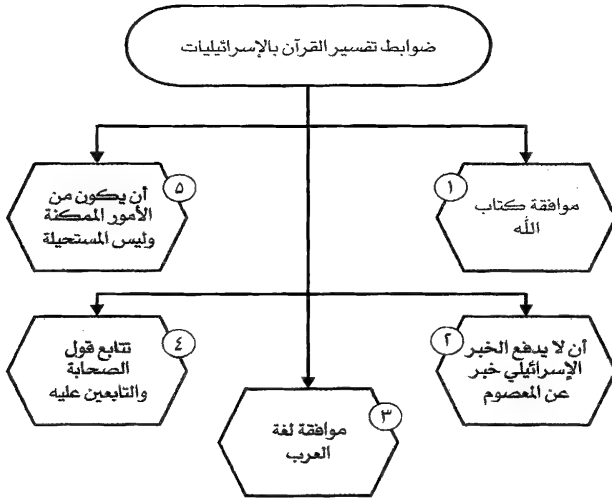 ضوابط تفسير القرآن بالإسرائيليات
١
موافقة كتاب
الله
٢
أن لا يدفع الخبر
الإسرائيلي خبر
عن المعصوم
٣
موافقة لغة
العرب
٤
تتابع قول
الصحابة
والتابعين عليه
٥
أن يكون من
الأمور الممكنة
وليس المستحيلة